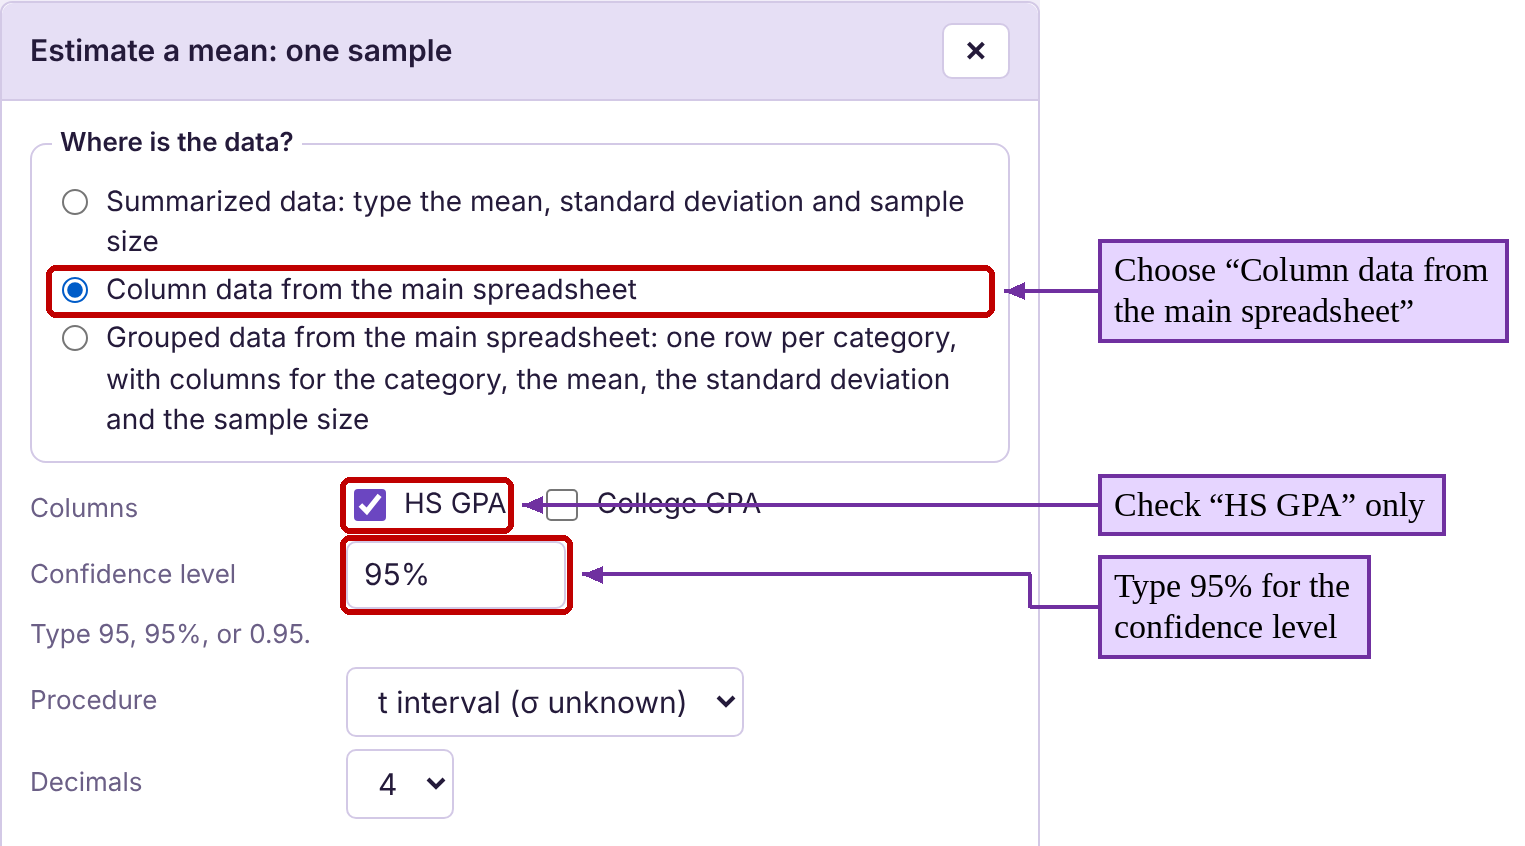 Estimate a mean: one sample
Where is the data?
Summarized data: type the mean, standard deviation and sample
size
Column data from the main spreadsheet
Grouped data from the main spreadsheet: one row per category,
with columns for the category, the mean, the standard deviation
and the sample size
Choose “Column data from
the main spreadsheet”
Columns
HS GPA
College GPA
Check “HS GPA” only
Confidence level
95%
Type 95% for the
confidence level
Type 95, 95%, or 0.95.
Procedure
t interval (σ unknown)
Decimals
4